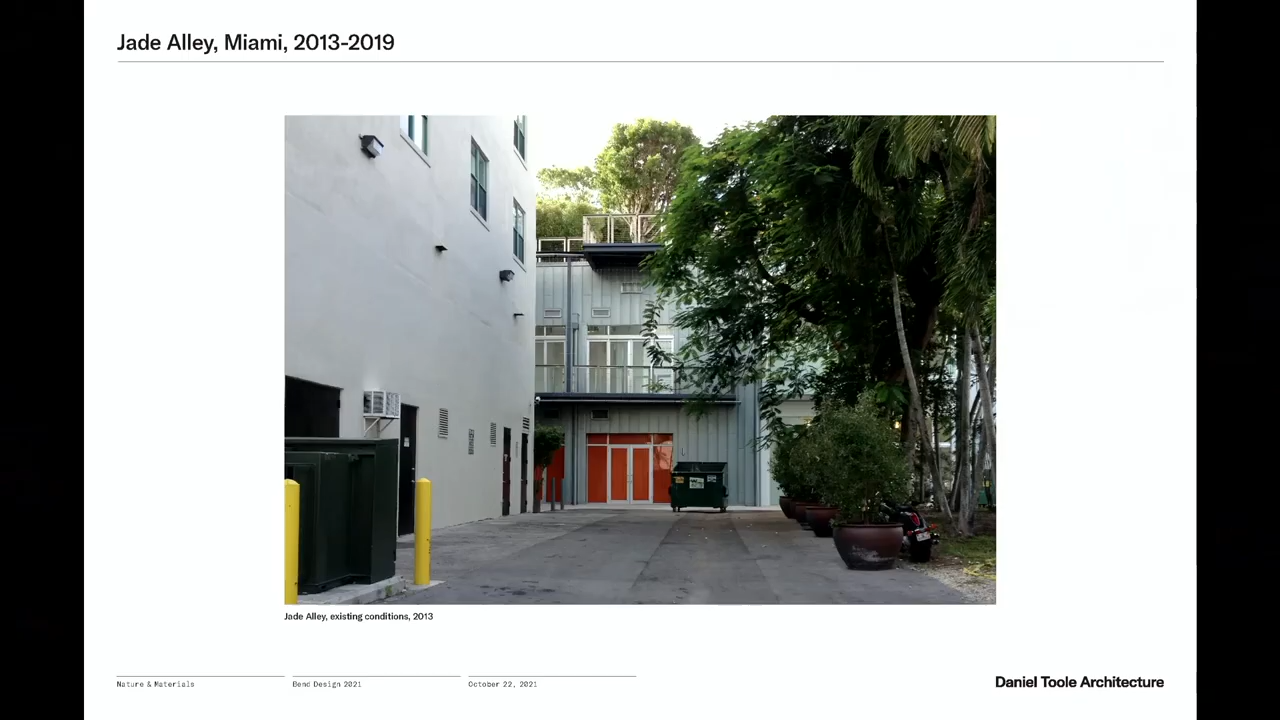 Jade Alley, Miami, 2013-2019
Jade Alley, existing conditions, 2013
Nature & Materials
Bend Design 2021
October 22, 2021
Daniel Toole Architecture